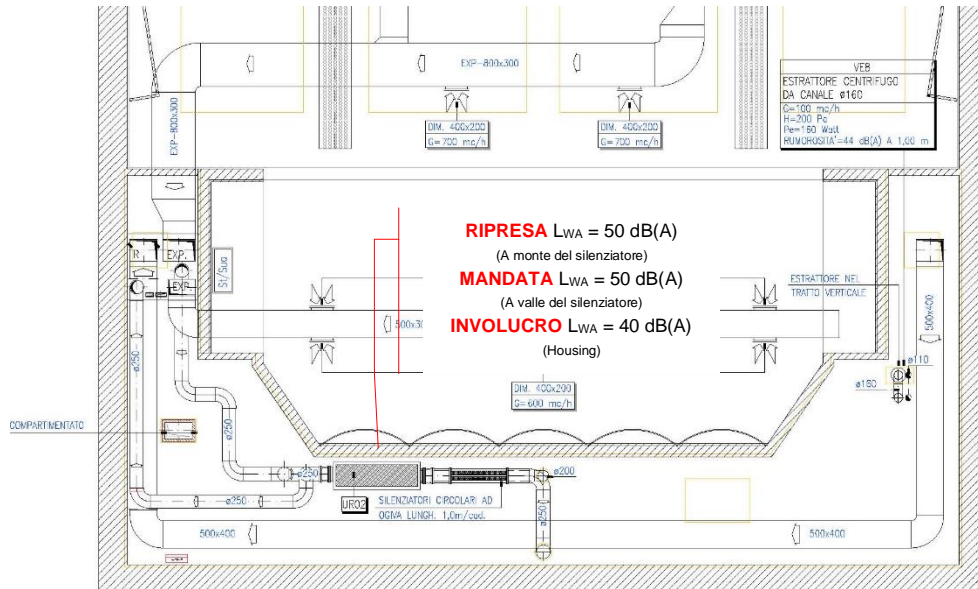 VEB
ESTRATTORE CENTRIFUGO
DA CANALE ø160
G=100 mc/h
H=200 Pa
Pe=160 Watt
RUMOROSITA'=44 dB(A) A 1,00 m
EXP-800x300
EXP-800x300
DIM. 400x200
G=700 mc/h
DIM. 400x200
G=700 mc/h
RIPRESA LWA = 50 dB(A)
(A monte del silenziatore)
MANDATA LWA = 50 dB(A)
(A valle del silenziatore)
INVOLUCRO LWA = 40 dB(A)
(Housing)
R
EXP.
EXP.
ESTRATTORE NEL
TRATTO VERTICALE
500x400
DIM. 400x200
G=600 mc/h
ø250
ø110
ø160
COMPARTIMENTATO
ø250
ø250
ø200
UR02
SILENZIATORI CIRCOLARI AD
OGIVA LUNGH. 1,0m/cad.
ø250
ø250
500x400
500x400